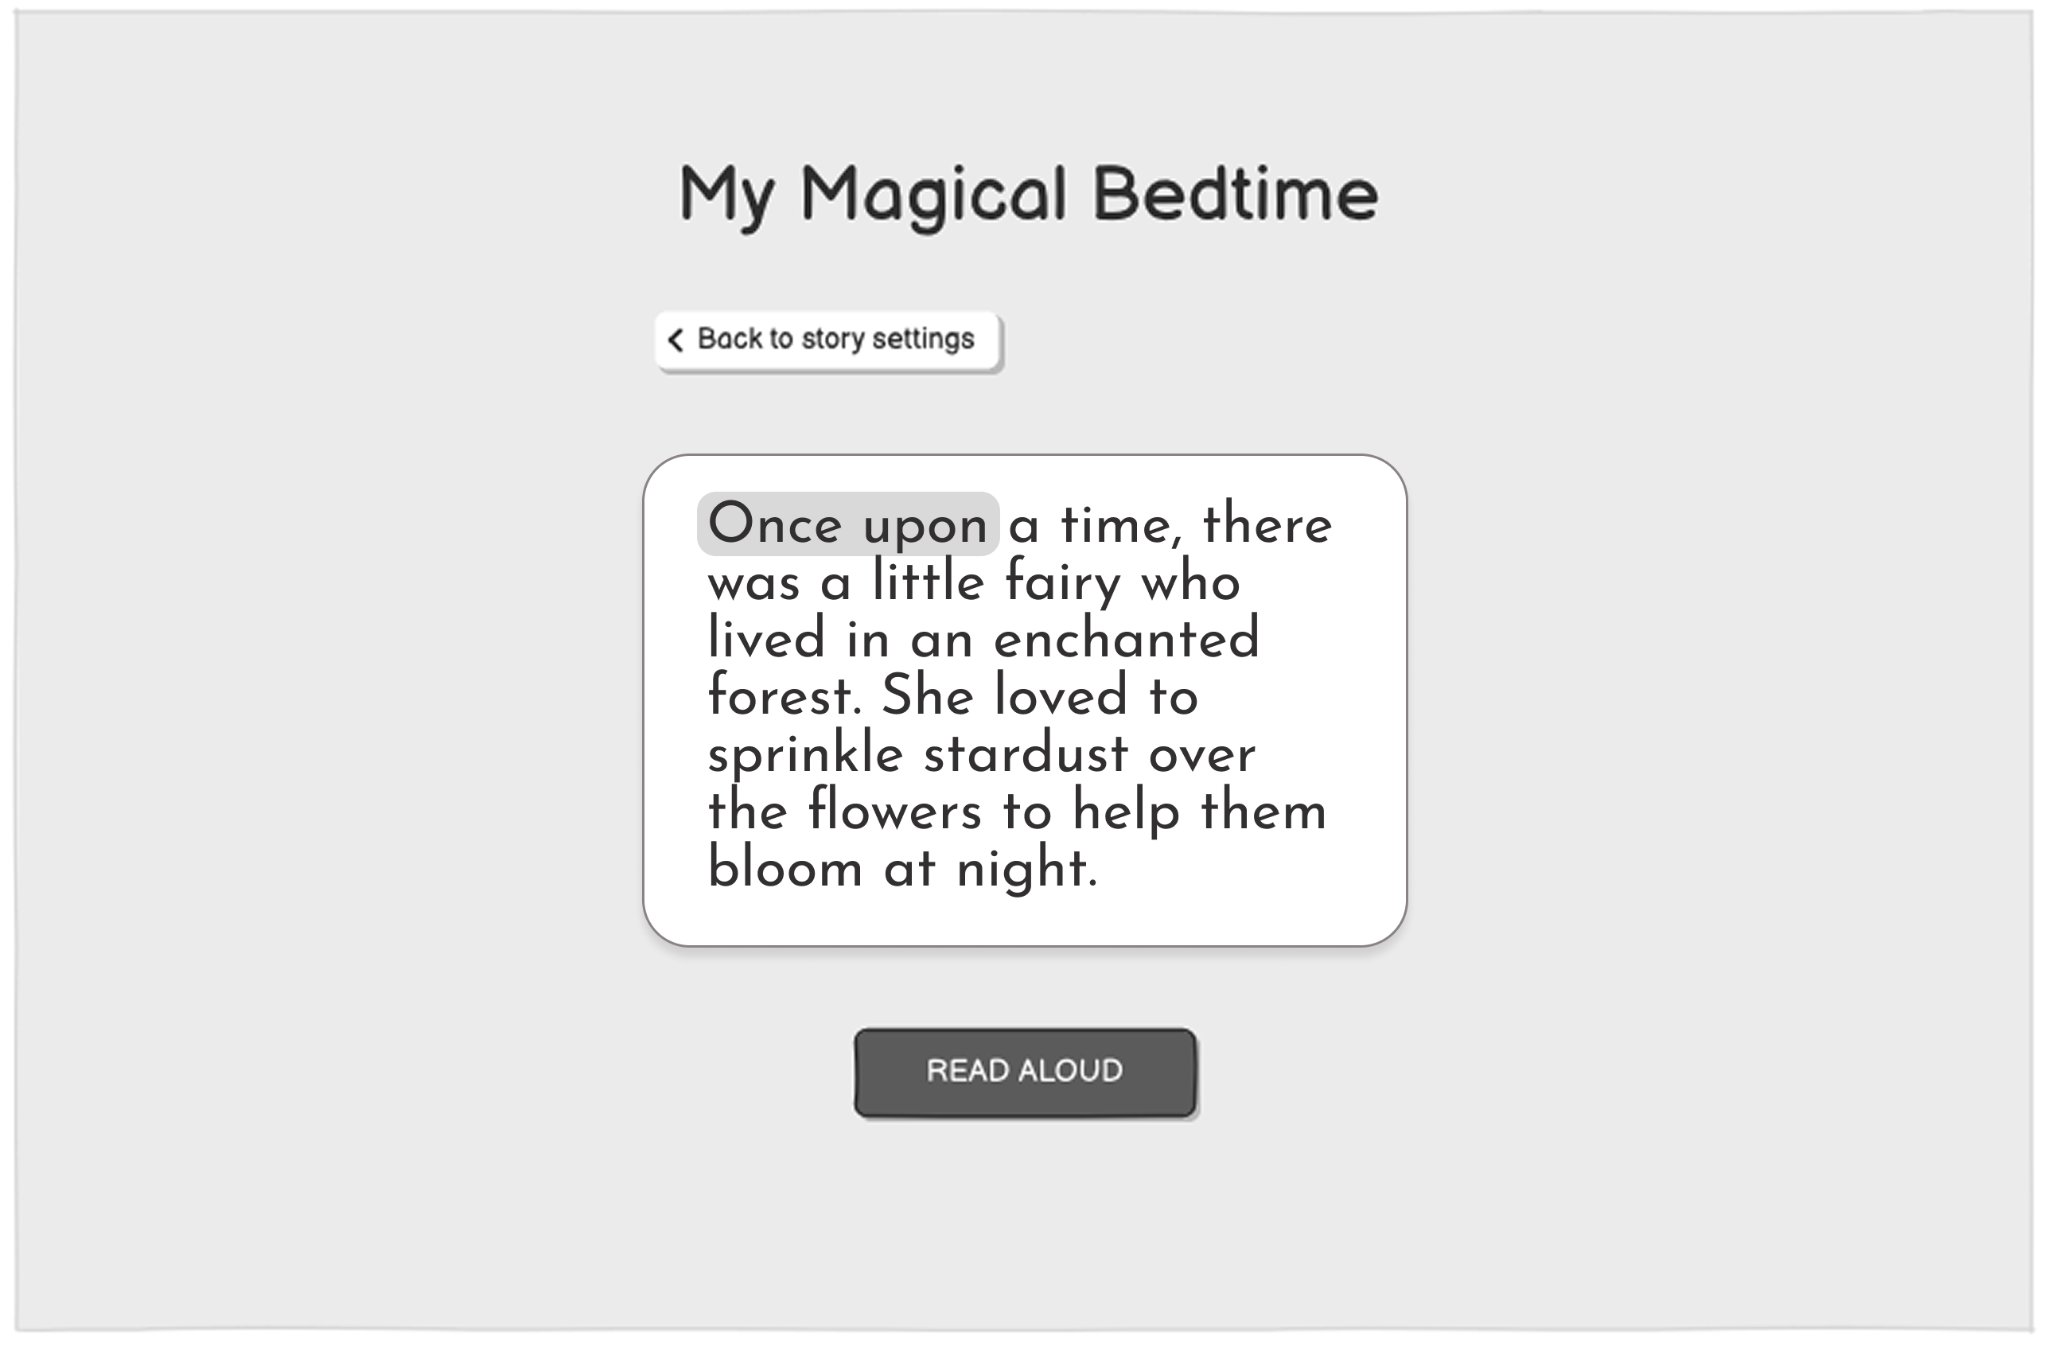 My Magical Bedtime
Back to story settings
Once upon a time, there
was a little fairy who
lived in an enchanted
forest. She loved to
sprinkle stardust over
the flowers to help them
bloom at night.
READ ALOUD